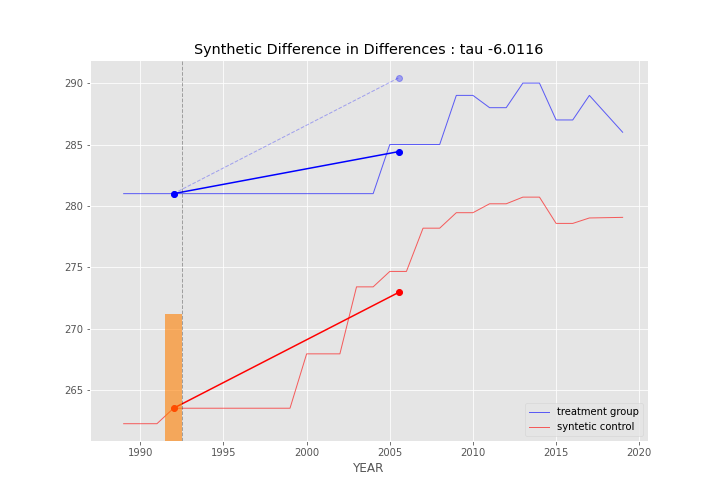 Synthetic Difference in Differences : tau -6.0116
290
285
280
275
270
265
treatment group
syntetic control
1990 1995 2000 2005 2010 2015 2020
YEAR